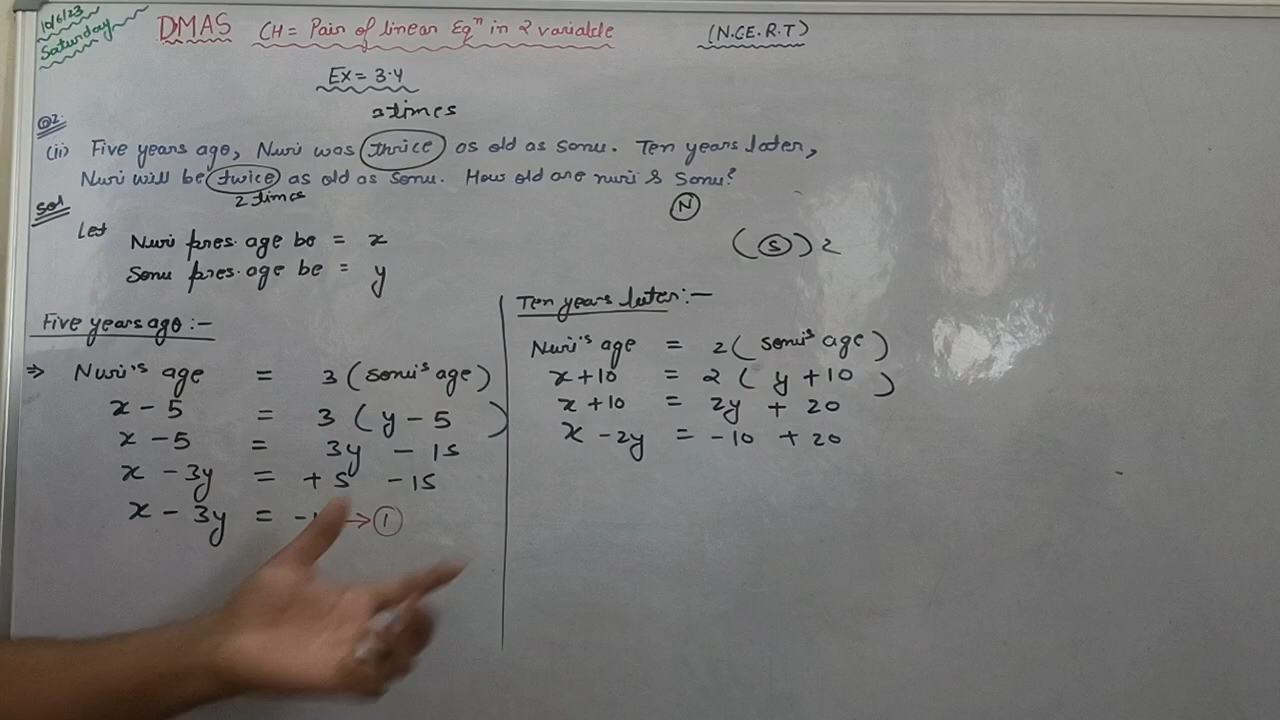 10/6/23
Saturday
DMAS CH = Pair of linear Eqⁿ in 2 variable (N.C.E.R.T)
Ex = 3.4
3 times
Q2:
(ii) Five years ago, Nuri was thrice as old as sonu. Ten years later,
Nuri will be twice as old as Sonu. How old are nuri & Sonu?
2 times
Sol
N
(S) 2
Let
Nuri pres. age be = x
Sonu pres. age be = y
Five years ago :-
⇒ Nuri's age = 3 (sonu's age)
x - 5 = 3 ( y - 5 )
x - 5 = 3y - 15
x - 3y = + 5 - 15
x - 3y = -1 → 1
Ten years later :-
Nuri's age = 2 ( sonu's age )
x + 10 = 2 ( y + 10 )
x + 10 = 2y + 20
x - 2y = -10 + 20